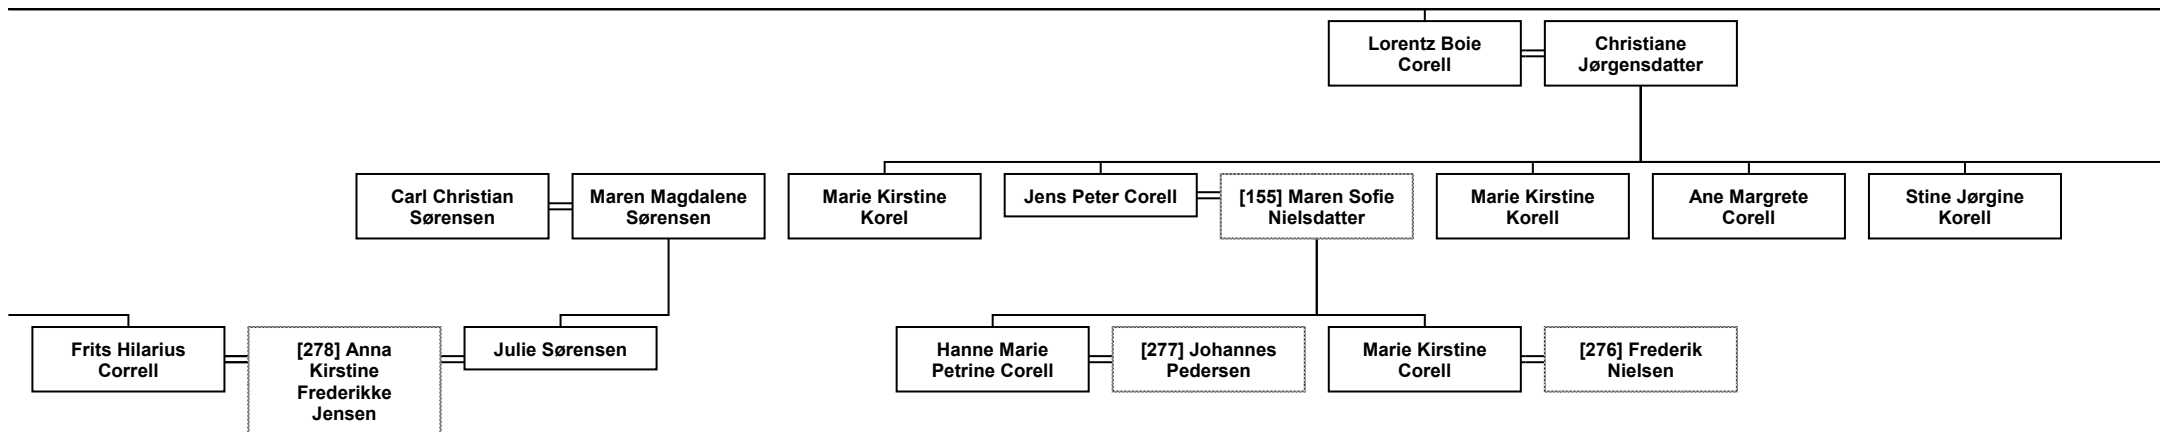 Lorentz Boie
Corell
Christiane
Jørgensdatter
Carl Christian
Sørensen
Maren Magdalene
Sørensen
Marie Kirstine
Korel
Jens Peter Corell
[155] Maren Sofie
Nielsdatter
Marie Kirstine
Korell
Ane Margrete
Corell
Stine Jørgine
Korell
Frits Hilarius
Correll
[278] Anna
Kirstine
Frederikke
Jensen
Julie Sørensen
Hanne Marie
Petrine Corell
[277] Johannes
Pedersen
Marie Kirstine
Corell
[276] Frederik
Nielsen